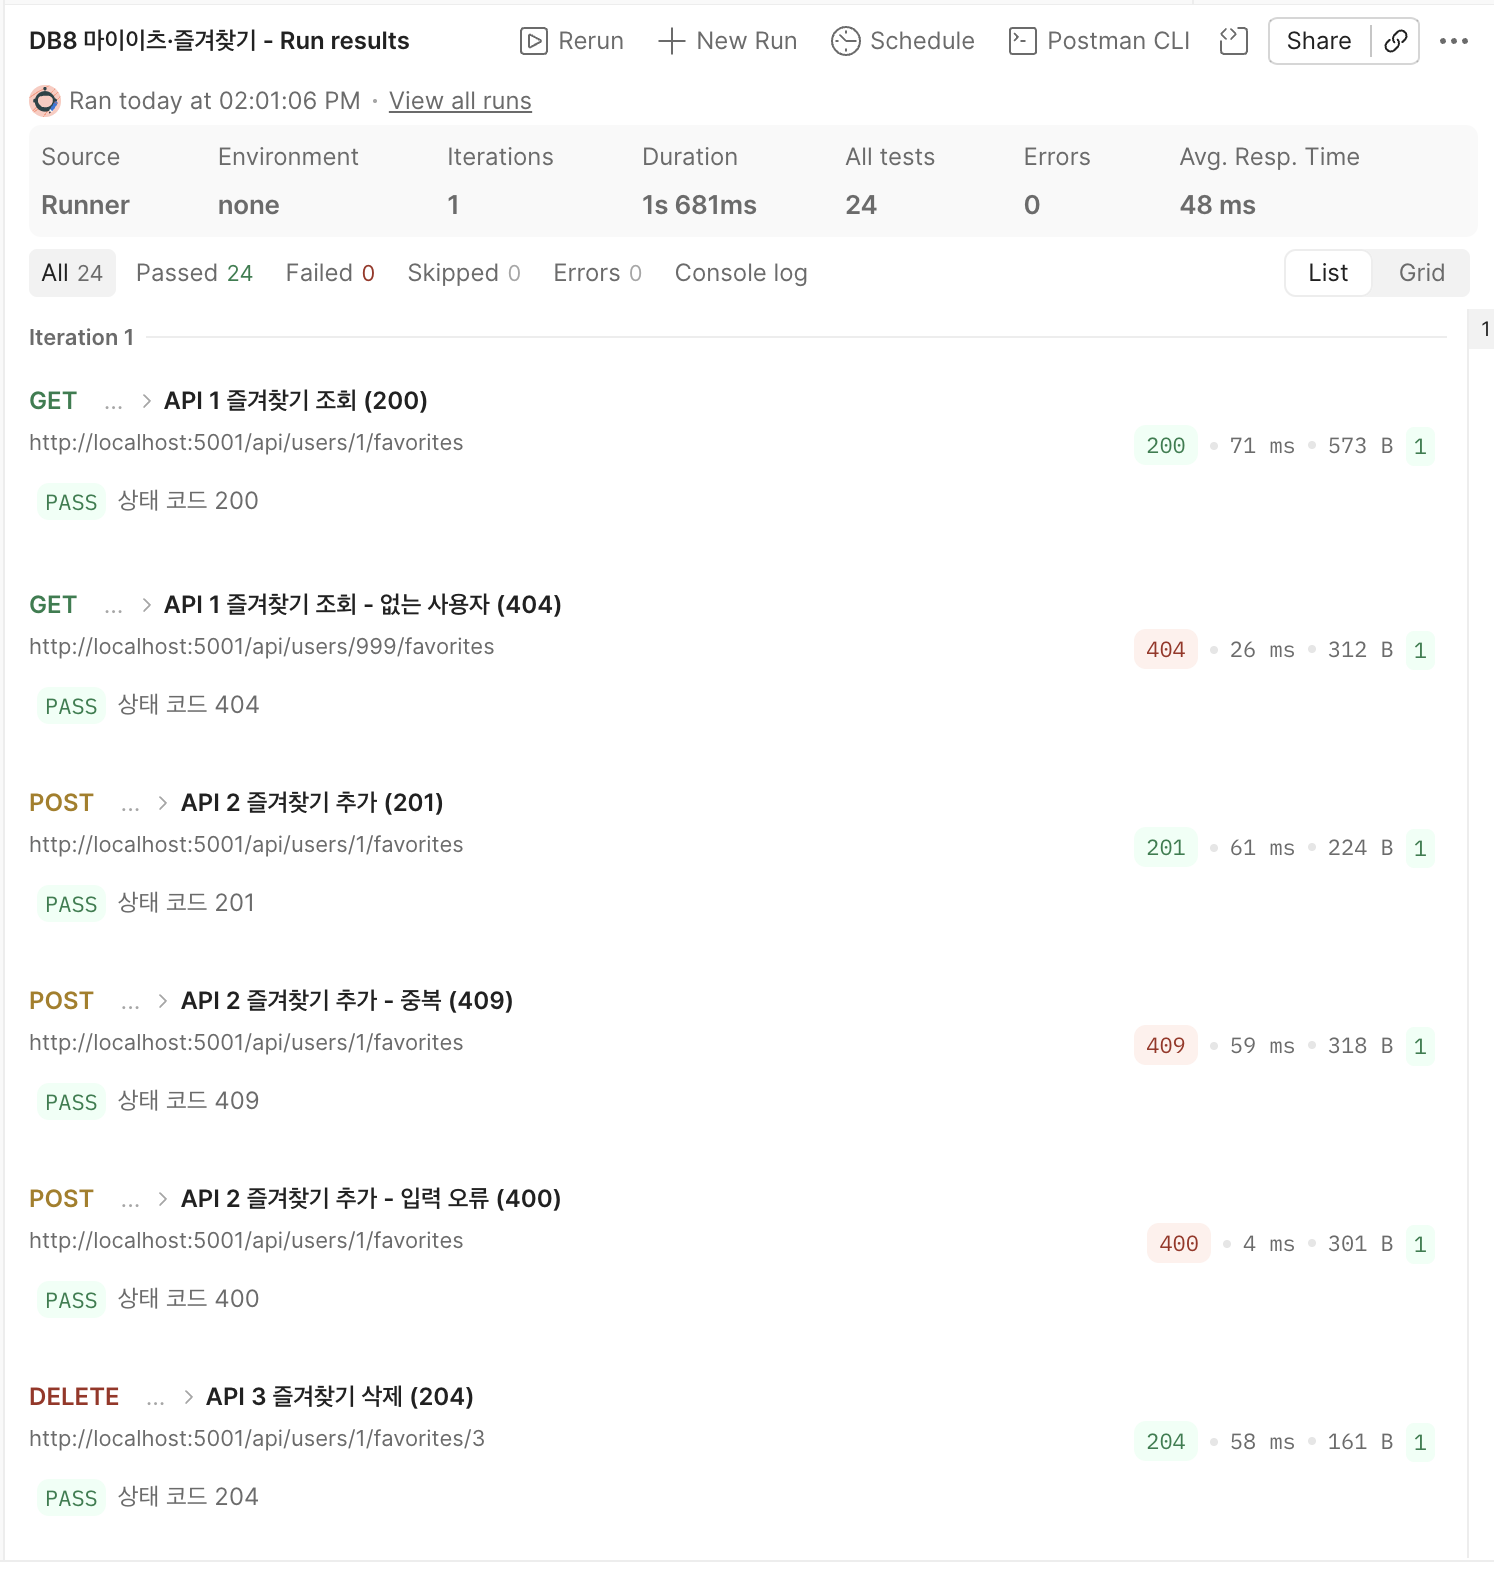 DB8 마이이츠·즐겨찾기 - Run results
Rerun
New Run
Schedule
Postman CLI
Share
Ran today at 02:01:06 PM · View all runs
Source Environment Iterations Duration All tests Errors Avg. Resp. Time
Runner none 1 1s 681ms 24 0 48 ms
All 24 Passed 24 Failed 0 Skipped 0 Errors 0 Console log
List Grid
Iteration 1
1
GET ... > API 1 즐겨찾기 조회 (200)
http://localhost:5001/api/users/1/favorites
200 • 71 ms • 573 B 1
PASS 상태 코드 200
GET ... > API 1 즐겨찾기 조회 - 없는 사용자 (404)
http://localhost:5001/api/users/999/favorites
404 • 26 ms • 312 B 1
PASS 상태 코드 404
POST ... > API 2 즐겨찾기 추가 (201)
http://localhost:5001/api/users/1/favorites
201 • 61 ms • 224 B 1
PASS 상태 코드 201
POST ... > API 2 즐겨찾기 추가 - 중복 (409)
http://localhost:5001/api/users/1/favorites
409 • 59 ms • 318 B 1
PASS 상태 코드 409
POST ... > API 2 즐겨찾기 추가 - 입력 오류 (400)
http://localhost:5001/api/users/1/favorites
400 • 4 ms • 301 B 1
PASS 상태 코드 400
DELETE ... > API 3 즐겨찾기 삭제 (204)
http://localhost:5001/api/users/1/favorites/3
204 • 58 ms • 161 B 1
PASS 상태 코드 204